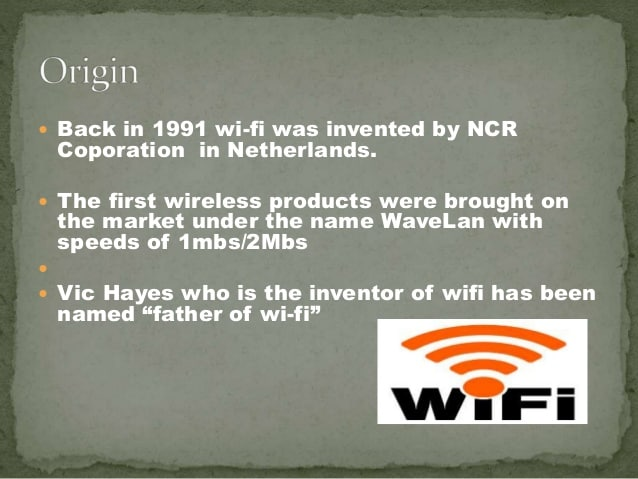 Origin
Back in 1991 wi-fi was invented by NCR
Coporation in Netherlands.
The first wireless products were brought on
the market under the name WaveLan with
speeds of 1mbs/2Mbs
Vic Hayes who is the inventor of wifi has been
named “father of wi-fi”
WiFi